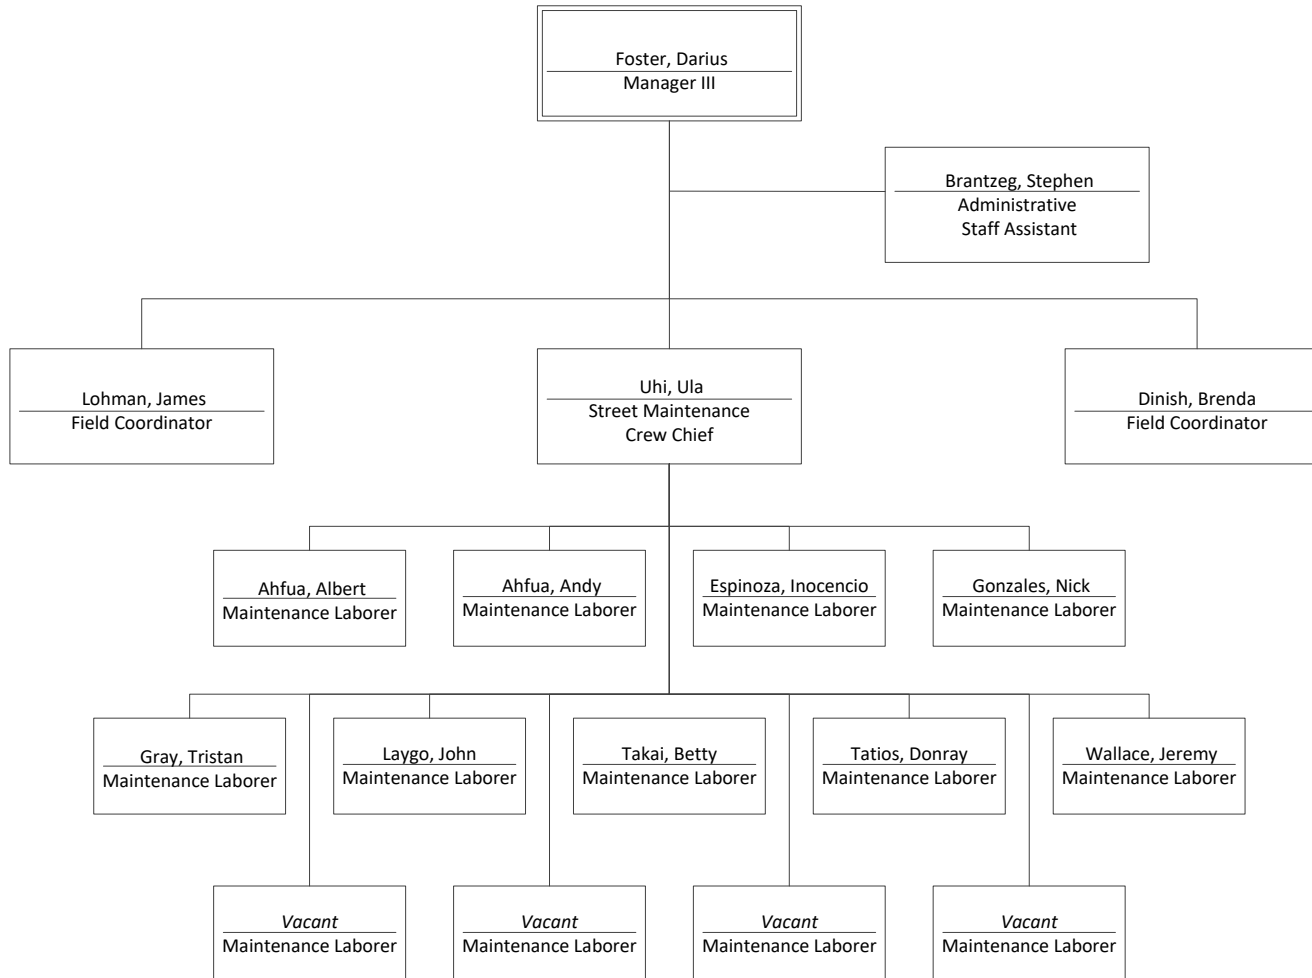 Foster, Darius
Manager III
Brantzeg, Stephen
Administrative
Staff Assistant
Lohman, James
Field Coordinator
Uhi, Ula
Street Maintenance
Crew Chief
Dinish, Brenda
Field Coordinator
Ahfua, Albert
Maintenance Laborer
Ahfua, Andy
Maintenance Laborer
Espinoza, Inocencio
Maintenance Laborer
Gonzales, Nick
Maintenance Laborer
Gray, Tristan
Maintenance Laborer
Laygo, John
Maintenance Laborer
Takai, Betty
Maintenance Laborer
Tatios, Donray
Maintenance Laborer
Wallace, Jeremy
Maintenance Laborer
Vacant
Maintenance Laborer
Vacant
Maintenance Laborer
Vacant
Maintenance Laborer
Vacant
Maintenance Laborer